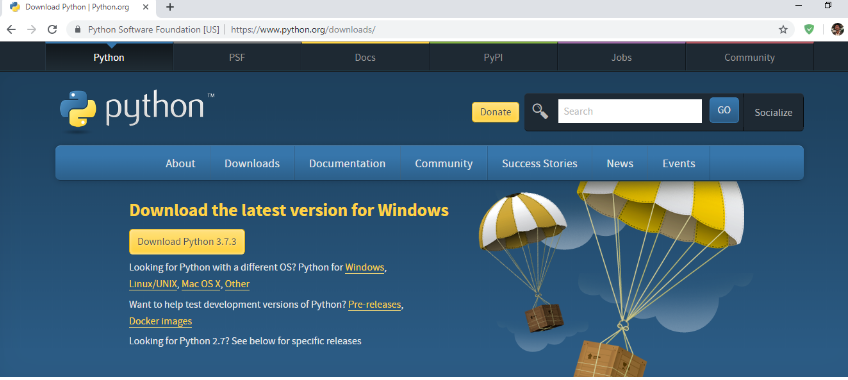 Download Python | Python.org
Python Software Foundation [US] | https://www.python.org/downloads/
Python PSF Docs PyPI Jobs Community
python™
Donate Search GO Socialize
About Downloads Documentation Community Success Stories News Events
Download the latest version for Windows
Download Python 3.7.3
Looking for Python with a different OS? Python for Windows,
Linux/UNIX, Mac OS X, Other
Want to help test development versions of Python? Pre-releases,
Docker images
Looking for Python 2.7? See below for specific releases